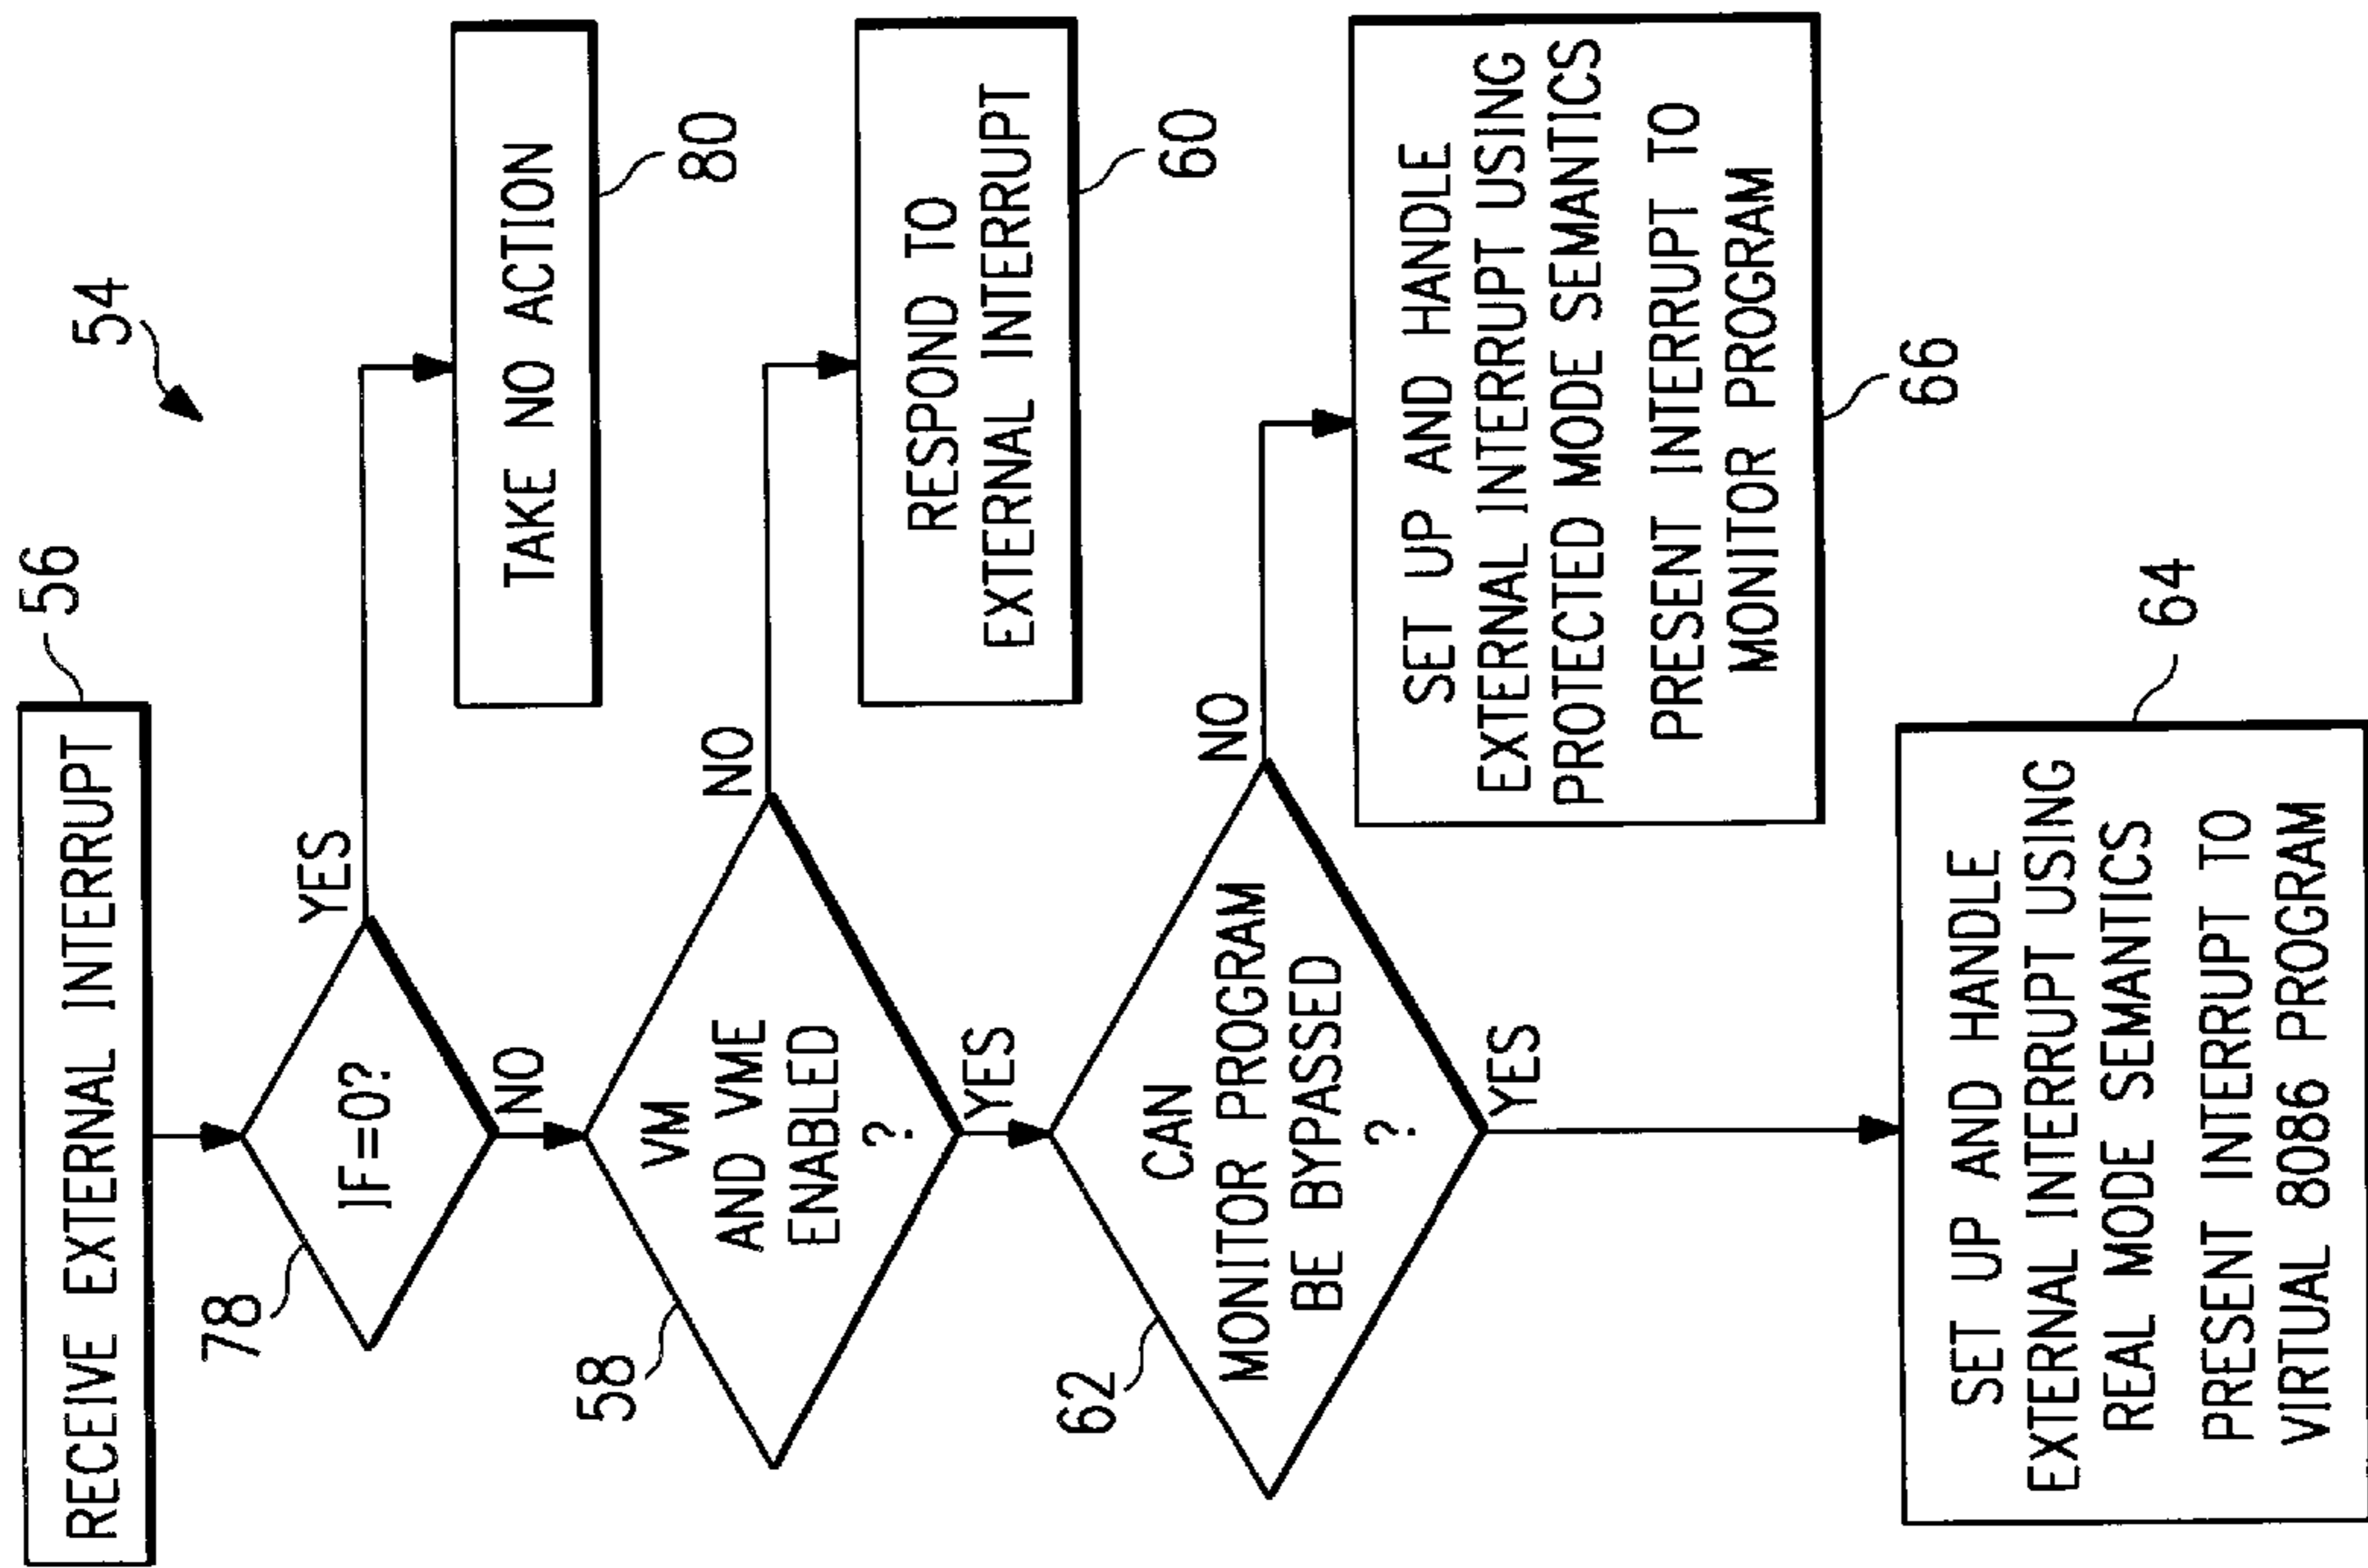 54
RECEIVE EXTERNAL INTERRUPT
56
78
IF=0?
YES
NO
TAKE NO ACTION
80
58
VM
AND VME
ENABLED
?
NO
YES
RESPOND TO
EXTERNAL INTERRUPT
60
62
CAN
MONITOR PROGRAM
BE BYPASSED
?
NO
YES
SET UP AND HANDLE
EXTERNAL INTERRUPT USING
PROTECTED MODE SEMANTICS
PRESENT INTERRUPT TO
MONITOR PROGRAM
66
64
SET UP AND HANDLE
EXTERNAL INTERRUPT USING
REAL MODE SEMANTICS
PRESENT INTERRUPT TO
VIRTUAL 8086 PROGRAM